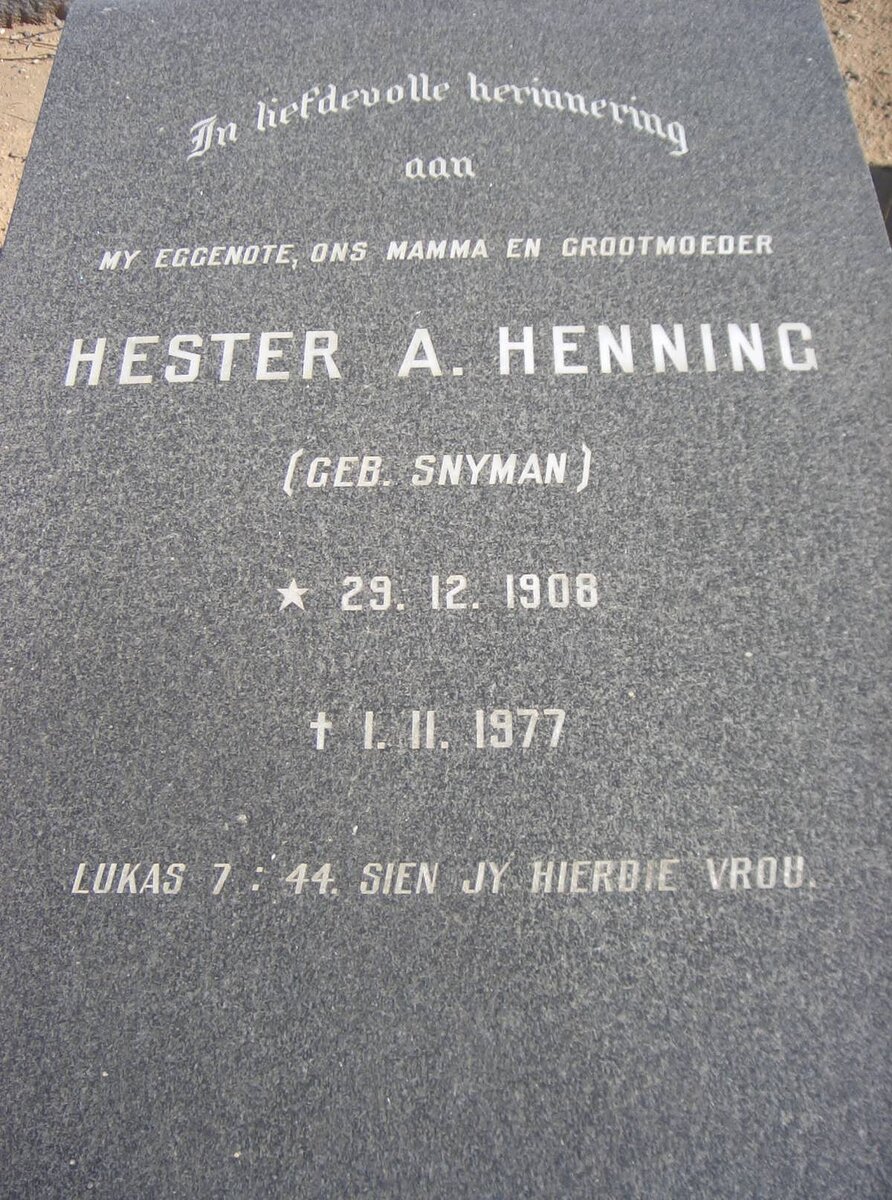 In liefdevolle herinnering
aan
MY EGGENOTE, ONS MAMMA EN GROOTMOEDER
HESTER A. HENNING
(GEB. SNYMAN)
★ 29. 12. 1908
† 1. 11. 1977
LUKAS 7 : 44. SIEN JY HIERDIE VROU.